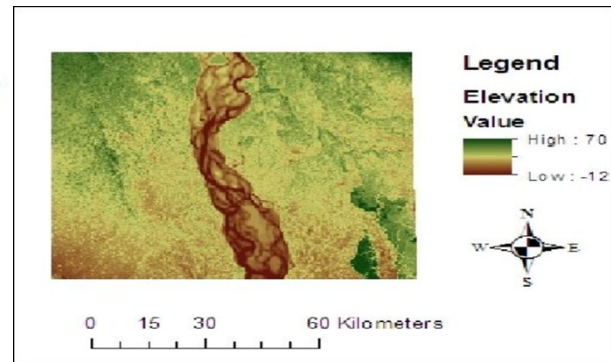 Legend
Elevation
Value
High : 70
Low : -12
N
W E
S
0 15 30 60 Kilometers